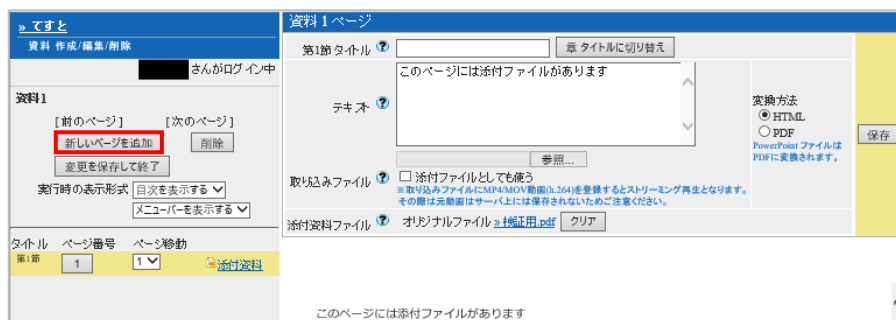 » てすと
資料 作成/編集/削除
さんがログイン中
資料1
[前のページ] [次のページ]
新しいページを追加 削除
変更を保存して終了
実行時の表示形式 目次を表示する
メニューバーを表示する
タイトル ページ番号 ページ移動
第1節 1 1 添付資料
資料 1 ページ
第1節 タイトル ? 章 タイトルに切り替え
テキスト ? このページには添付ファイルがあります
変換方法
HTML
PDF
PowerPoint ファイルは
PDFに変換されます。
保存
参照...
取り込みファイル ? 添付ファイルとしても使う
※取り込みファイルにMP4/MOV動画(h.264)を登録するとストリーミング再生となります。
その際は元動画はサーバ上には保存されないためご注意ください。
添付資料ファイル ? オリジナルファイル » 検証用.pdf クリア
このページには添付ファイルがあります